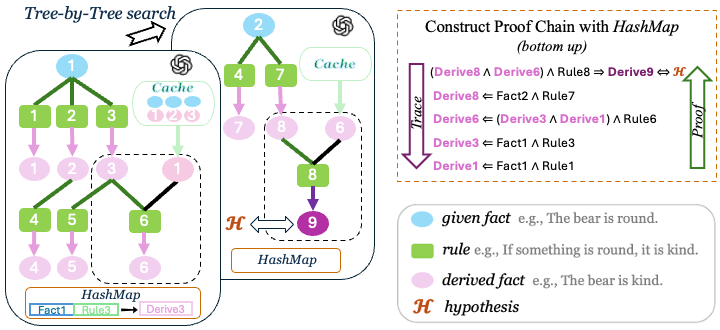 Tree-by-Tree search
1
Cache
1 2 3
1 2 3
1 2 3 1
4 5 6
4 5 6
HashMap
Fact1 Rule3 Derive3
2
Cache
4 7
7 8 6
8
ℋ 9
HashMap
Construct Proof Chain with HashMap
(bottom up)
(Derive8 ∧ Derive6) ∧ Rule8 ⇒ Derive9 ⇔ ℋ
Derive8 ⇐ Fact2 ∧ Rule7
Derive6 ⇐ (Derive3 ∧ Derive1) ∧ Rule6
Derive3 ⇐ Fact1 ∧ Rule3
Derive1 ⇐ Fact1 ∧ Rule1
Trace
Proof
given fact e.g., The bear is round.
rule e.g., If something is round, it is kind.
derived fact e.g., The bear is kind.
ℋ hypothesis